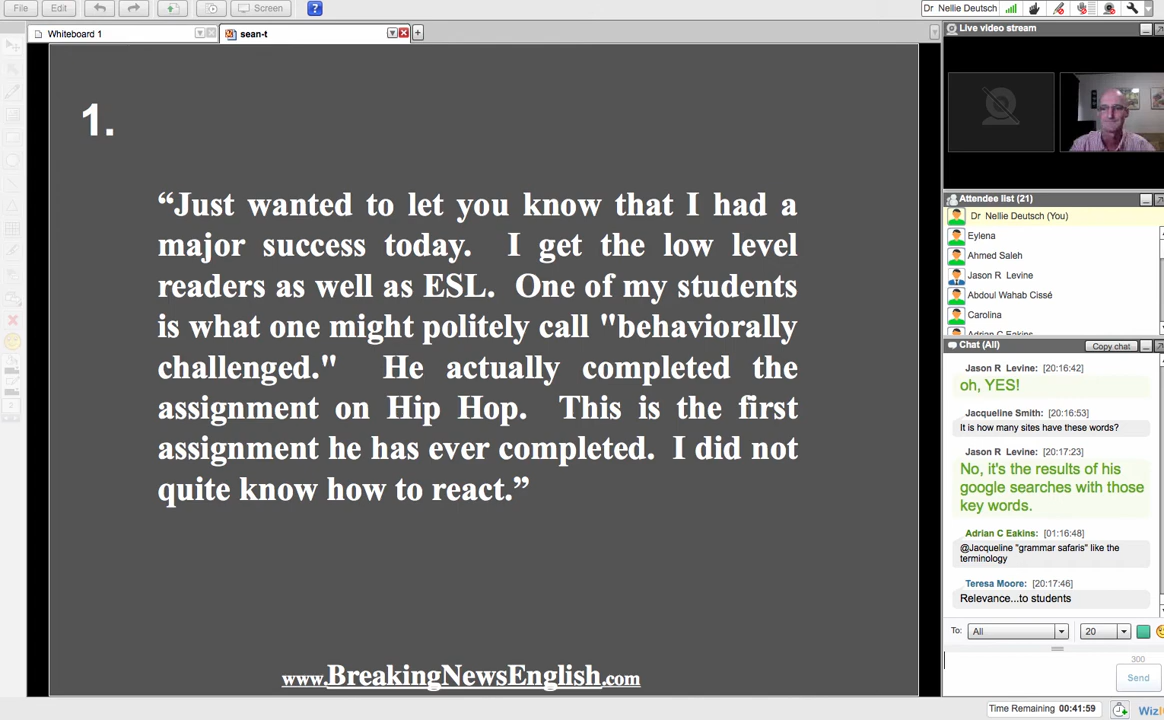 File Edit Screen ? Dr Nellie Deutsch
Whiteboard 1 sean-t +
1.
“Just wanted to let you know that I had a
major success today. I get the low level
readers as well as ESL. One of my students
is what one might politely call "behaviorally
challenged." He actually completed the
assignment on Hip Hop. This is the first
assignment he has ever completed. I did not
quite know how to react.”
www.BreakingNewsEnglish.com
Live video stream
Attendee list (21)
Dr Nellie Deutsch (You)
Eylena
Ahmed Saleh
Jason R Levine
Abdoul Wahab Cissé
Carolina
Adrian C Eakins
Chat (All) Copy chat
Jason R Levine: [20:16:42]
oh, YES!
Jacqueline Smith: [20:16:53]
It is how many sites have these words?
Jason R Levine: [20:17:23]
No, it's the results of his
google searches with those
key words.
Adrian C Eakins: [01:16:48]
@Jacqueline "grammar safaris" like the
terminology
Teresa Moore: [20:17:46]
Relevance...to students
To: All 20
300
Send
Time Remaining 00:41:59